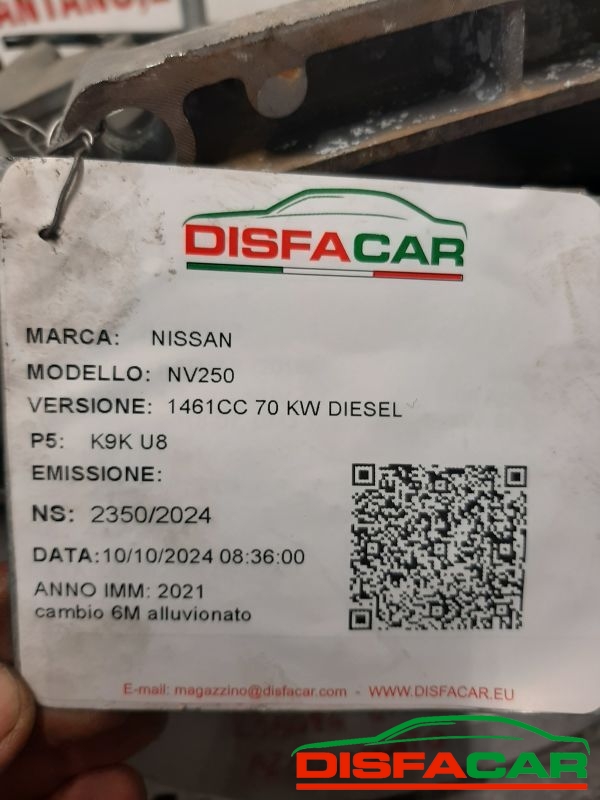 DISFACAR
MARCA: NISSAN
MODELLO: NV250
VERSIONE: 1461CC 70 KW DIESEL
P5: K9K U8
EMISSIONE:
NS: 2350/2024
DATA:10/10/2024 08:36:00
ANNO IMM: 2021
cambio 6M alluvionato
E-mail: magazzino@disfacar.com - WWW.DISFACAR.EU
DISFACAR